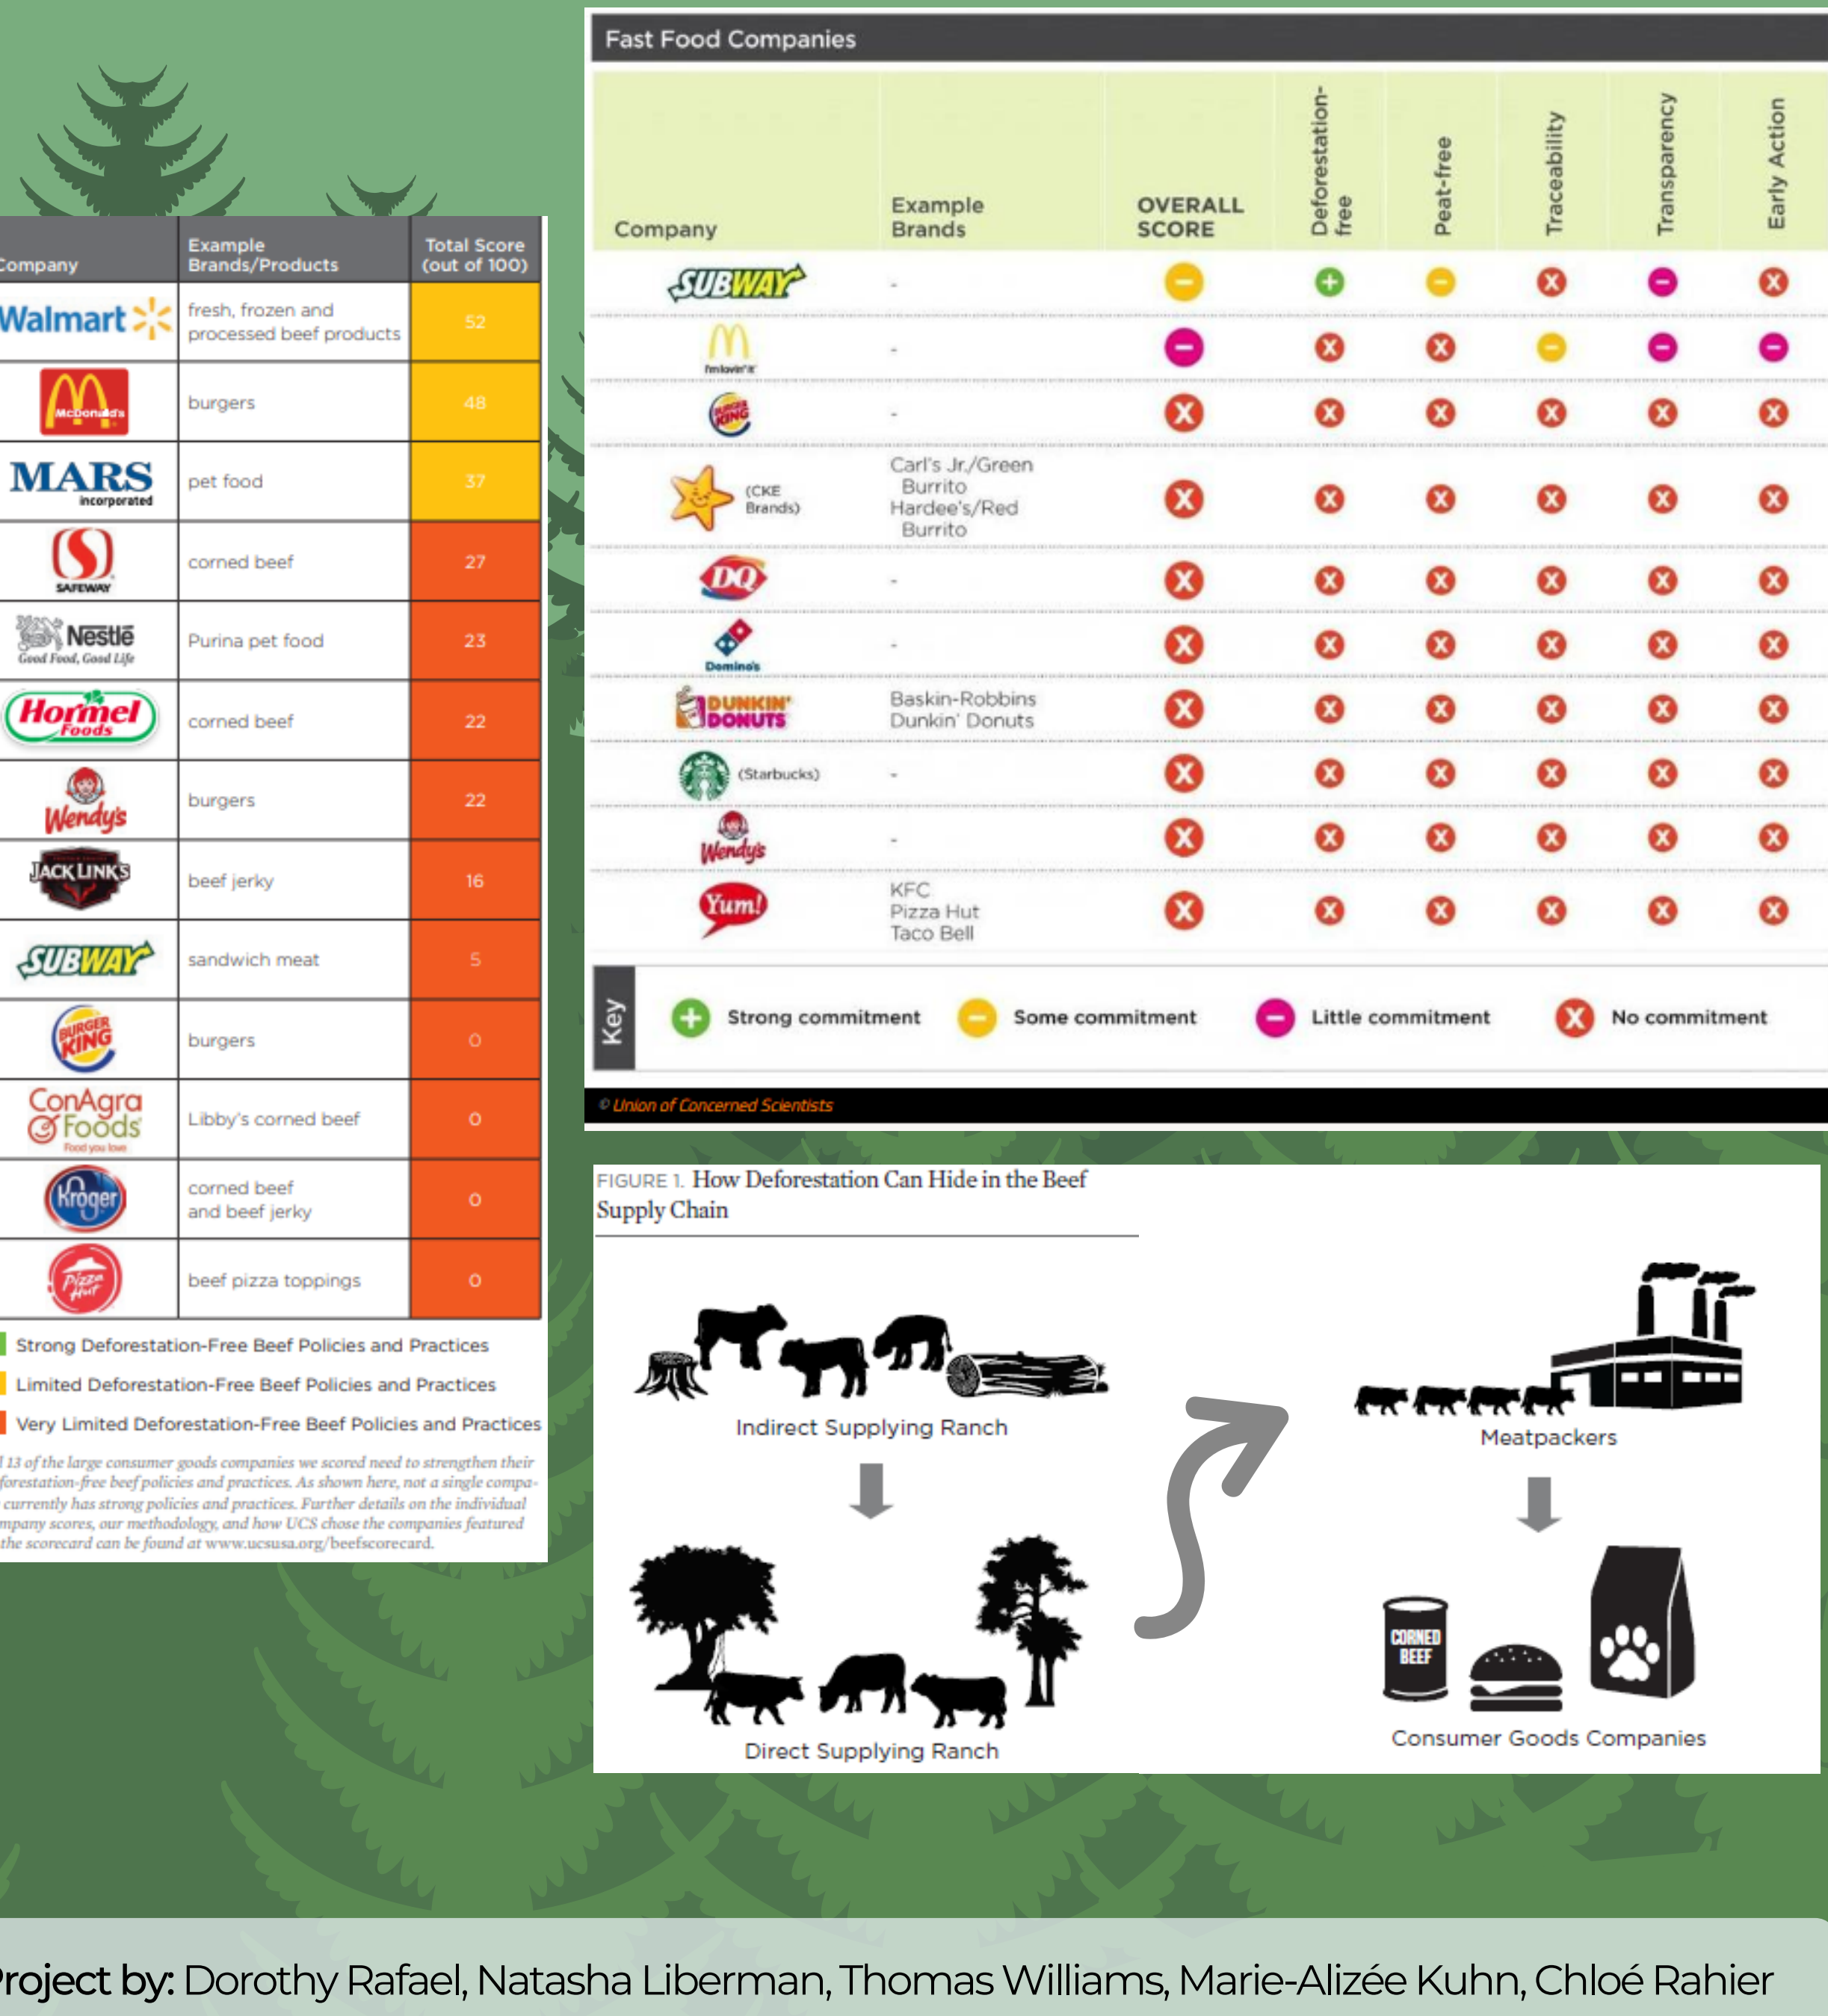 Company
Example
Brands/Products
Total Score
(out of 100)
Walmart
fresh, frozen and
processed beef products
52
McDonald's
burgers
48
MARS
incorporated
pet food
37
SAFEWAY
corned beef
27
Nestlé
Good Food, Good Life
Purina pet food
23
Hormel
Foods
corned beef
22
Wendy's
burgers
22
JACK LINK'S
beef jerky
16
SUBWAY
sandwich meat
5
BURGER
KING
burgers
0
ConAgra
Foods
Food you love
Libby's corned beef
0
Kroger
corned beef
and beef jerky
0
Pizza
Hut
beef pizza toppings
0
Strong Deforestation-Free Beef Policies and Practices
Limited Deforestation-Free Beef Policies and Practices
Very Limited Deforestation-Free Beef Policies and Practices
13 of the large consumer goods companies we scored need to strengthen their
forestation-free beef policies and practices. As shown here, not a single compa-
currently has strong policies and practices. Further details on the individual
mpany scores, our methodology, and how UCS chose the companies featured
the scorecard can be found at www.ucsusa.org/beefscorecard.
Fast Food Companies
Company
Example
Brands
OVERALL
SCORE
Deforestation-
free
Peat-free
Traceability
Transparency
Early Action
SUBWAY
-
i'm lovin' it
-
BURGER
KING
-
(CKE
Brands)
Carl's Jr./Green
Burrito
Hardee's/Red
Burrito
DQ
-
Domino's
-
DUNKIN'
DONUTS
Baskin-Robbins
Dunkin' Donuts
(Starbucks)
-
Wendy's
-
Yum!
KFC
Pizza Hut
Taco Bell
Key
Strong commitment
Some commitment
Little commitment
No commitment
© Union of Concerned Scientists
FIGURE 1. How Deforestation Can Hide in the Beef
Supply Chain
Indirect Supplying Ranch
Direct Supplying Ranch
Meatpackers
CORNED
BEEF
Consumer Goods Companies
Project by: Dorothy Rafael, Natasha Liberman, Thomas Williams, Marie-Alizée Kuhn, Chloé Rahier